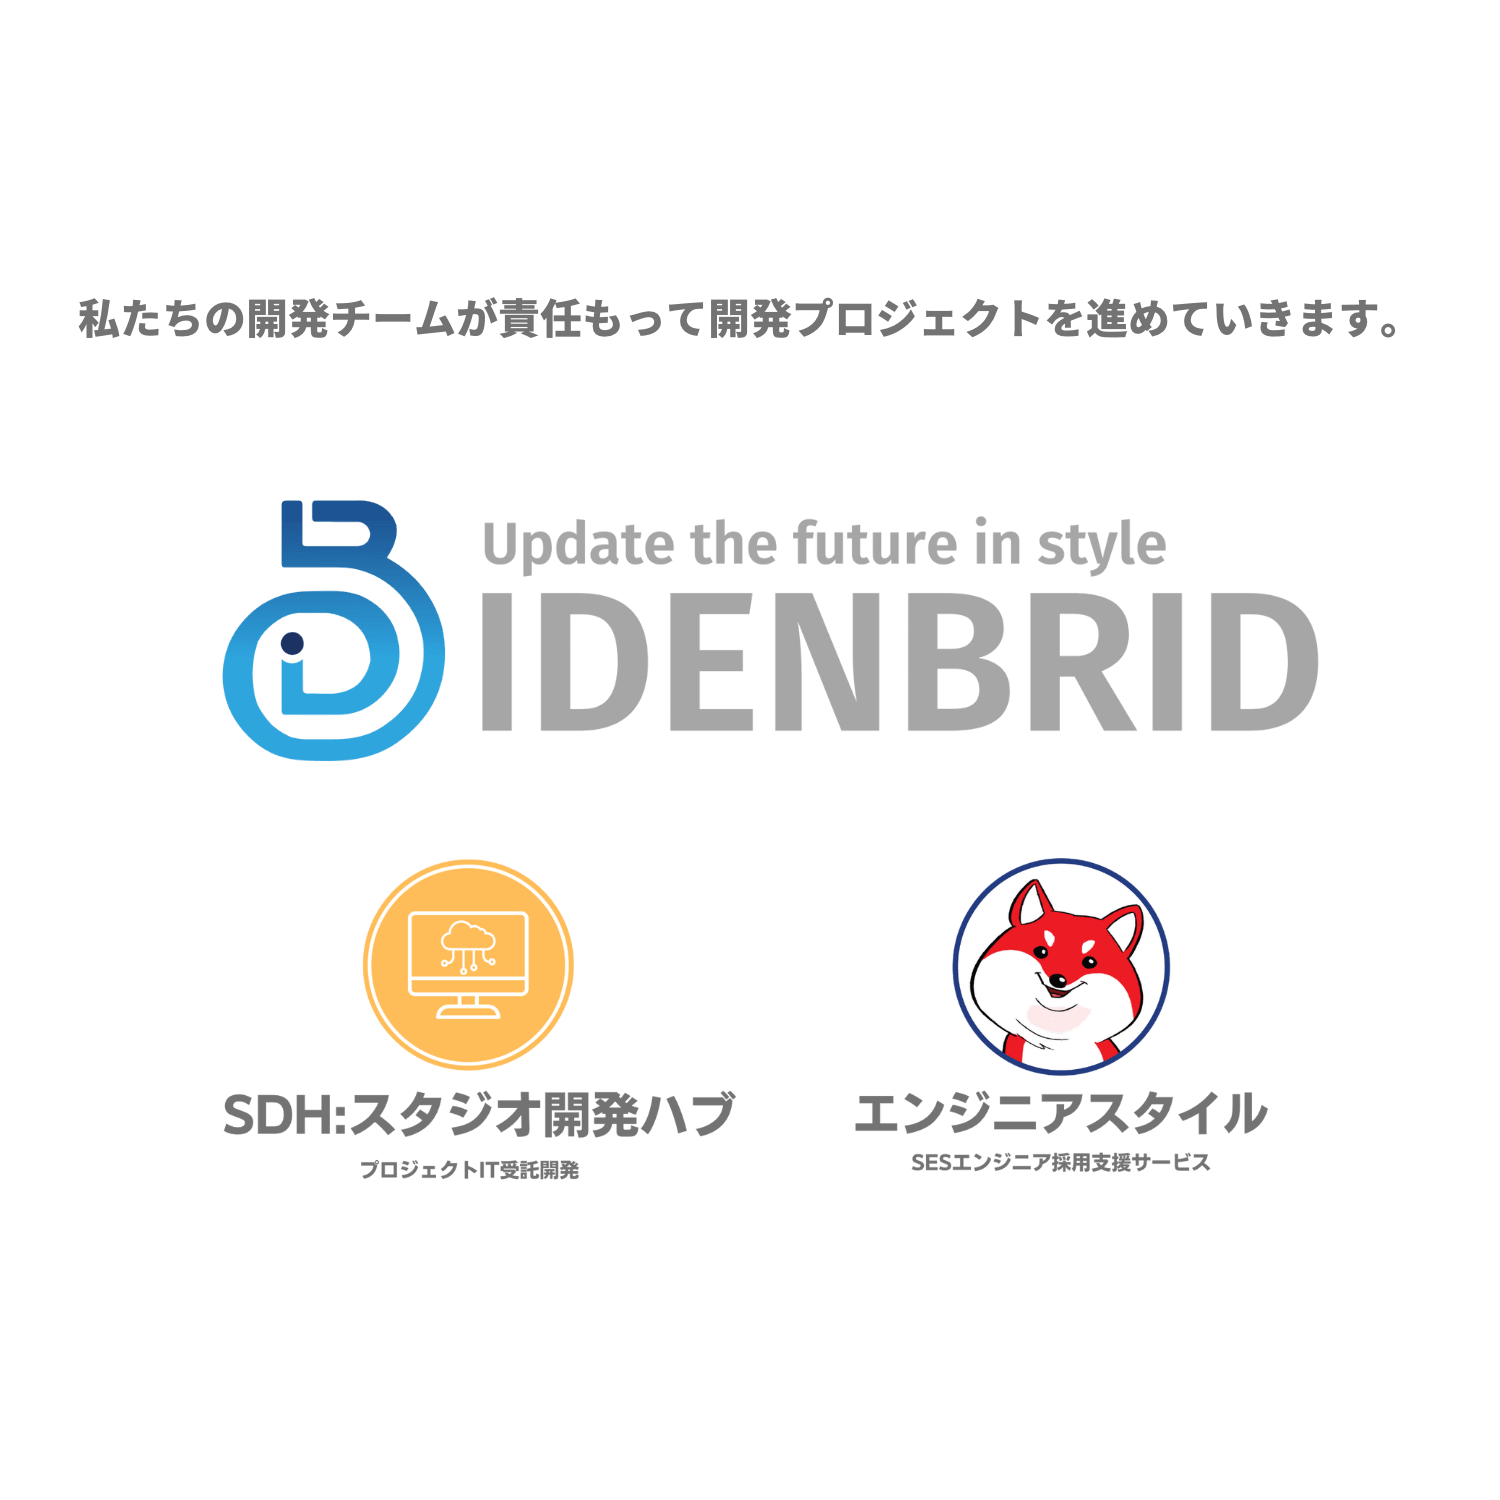 私たちの開発チームが責任もって開発プロジェクトを進めていきます。
Update the future in style
IDENBRID
SDH:スタジオ開発ハブ
プロジェクトIT受託開発
エンジニアスタイル
SESエンジニア採用支援サービス